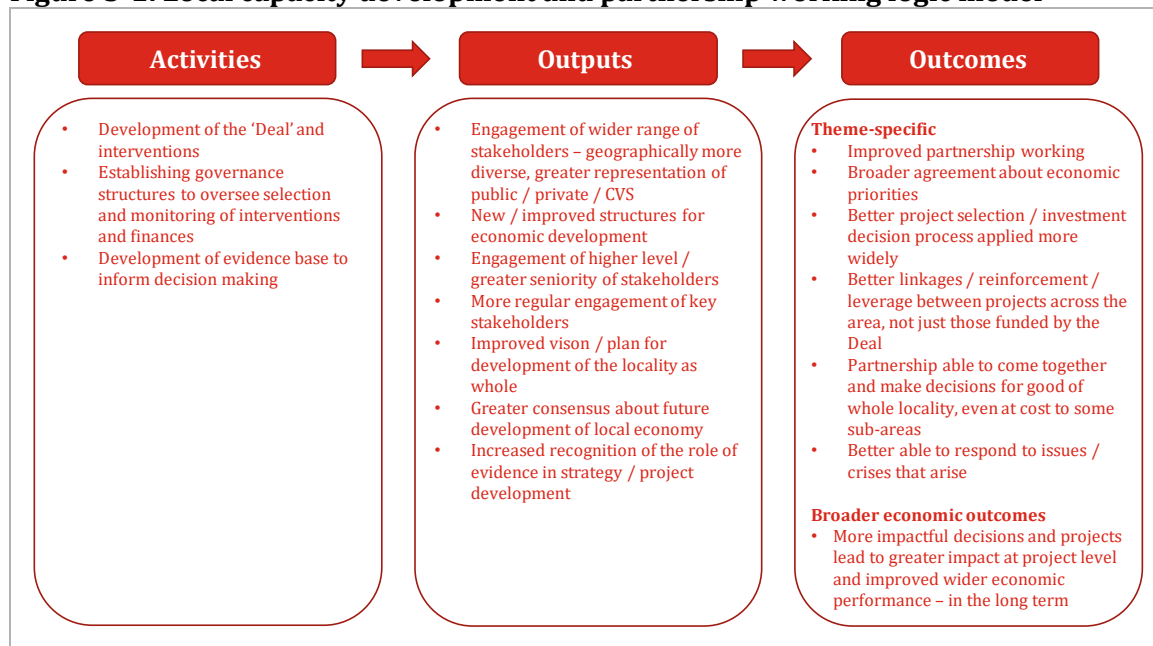 Figure Local capacity development and partnership working logic model
Activities
Outputs
Outcomes
• Development of the ‘Deal’ and
interventions
• Establishing governance
structures to oversee selection
and monitoring of interventions
and finances
• Development of evidence base to
inform decision making
• Engagement of wider range of
stakeholders – geographically more
diverse, greater representation of
public / private / CVS
• New / improved structures for
economic development
• Engagement of higher level /
greater seniority of stakeholders
• More regular engagement of key
stakeholders
• Improved vison / plan for
development of the locality as
whole
• Greater consensus about future
development of local economy
• Increased recognition of the role of
evidence in strategy / project
development
Theme-specific
• Improved partnership working
• Broader agreement about economic
priorities
• Better project selection / investment
decision process applied more
widely
• Better linkages / reinforcement /
leverage between projects across the
area, not just those funded by the
Deal
• Partnership able to come together
and make decisions for good of
whole locality, even at cost to some
sub-areas
• Better able to respond to issues /
crises that arise
Broader economic outcomes
• More impactful decisions and projects
lead to greater impact at project level
and improved wider economic
performance – in the long term